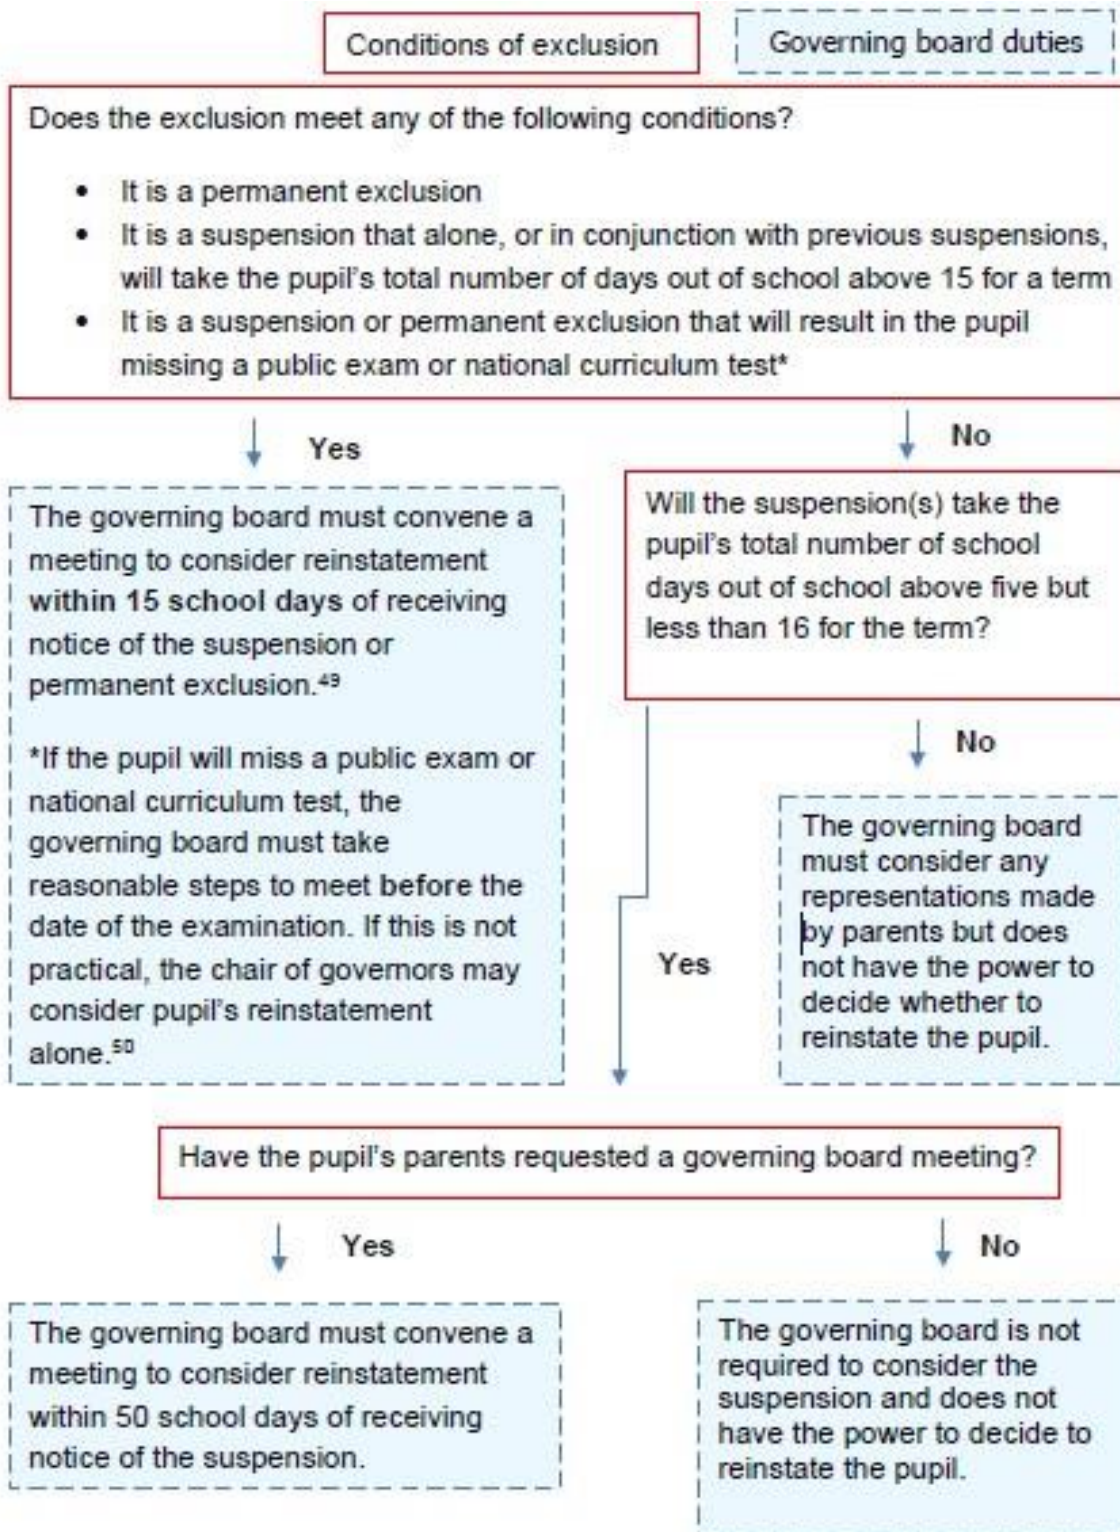 Conditions of exclusion
Governing board duties
Does the exclusion meet any of the following conditions?
• It is a permanent exclusion
• It is a suspension that alone, or in conjunction with previous suspensions,
will take the pupil's total number of days out of school above 15 for a term
• It is a suspension or permanent exclusion that will result in the pupil
missing a public exam or national curriculum test*
Yes
No
The governing board must convene a
meeting to consider reinstatement
within 15 school days of receiving
notice of the suspension or
permanent exclusion.⁴⁹
*If the pupil will miss a public exam or
national curriculum test, the
governing board must take
reasonable steps to meet before the
date of the examination. If this is not
practical, the chair of governors may
consider pupil's reinstatement
alone.⁵⁰
Will the suspension(s) take the
pupil's total number of school
days out of school above five but
less than 16 for the term?
No
Yes
The governing board
must consider any
representations made
by parents but does
not have the power to
decide whether to
reinstate the pupil.
Have the pupil's parents requested a governing board meeting?
Yes
No
The governing board must convene a
meeting to consider reinstatement
within 50 school days of receiving
notice of the suspension.
The governing board is not
required to consider the
suspension and does not
have the power to decide to
reinstate the pupil.